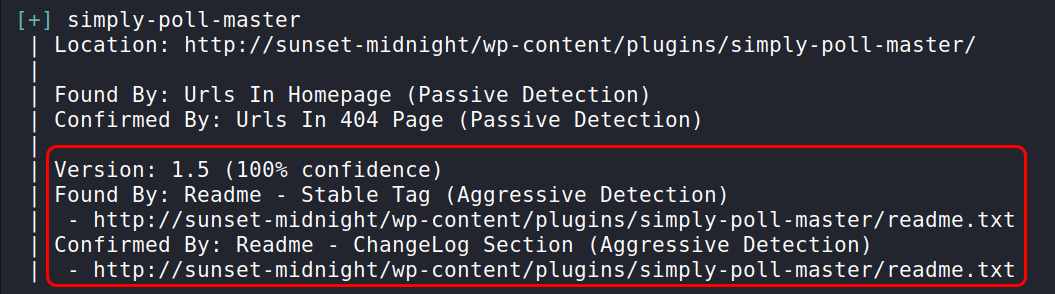 [+] simply-poll-master
| Location: http://sunset-midnight/wp-content/plugins/simply-poll-master/
|
| Found By: Urls In Homepage (Passive Detection)
| Confirmed By: Urls In 404 Page (Passive Detection)
|
| Version: 1.5 (100% confidence)
| Found By: Readme - Stable Tag (Aggressive Detection)
|  - http://sunset-midnight/wp-content/plugins/simply-poll-master/readme.txt
| Confirmed By: Readme - ChangeLog Section (Aggressive Detection)
|  - http://sunset-midnight/wp-content/plugins/simply-poll-master/readme.txt